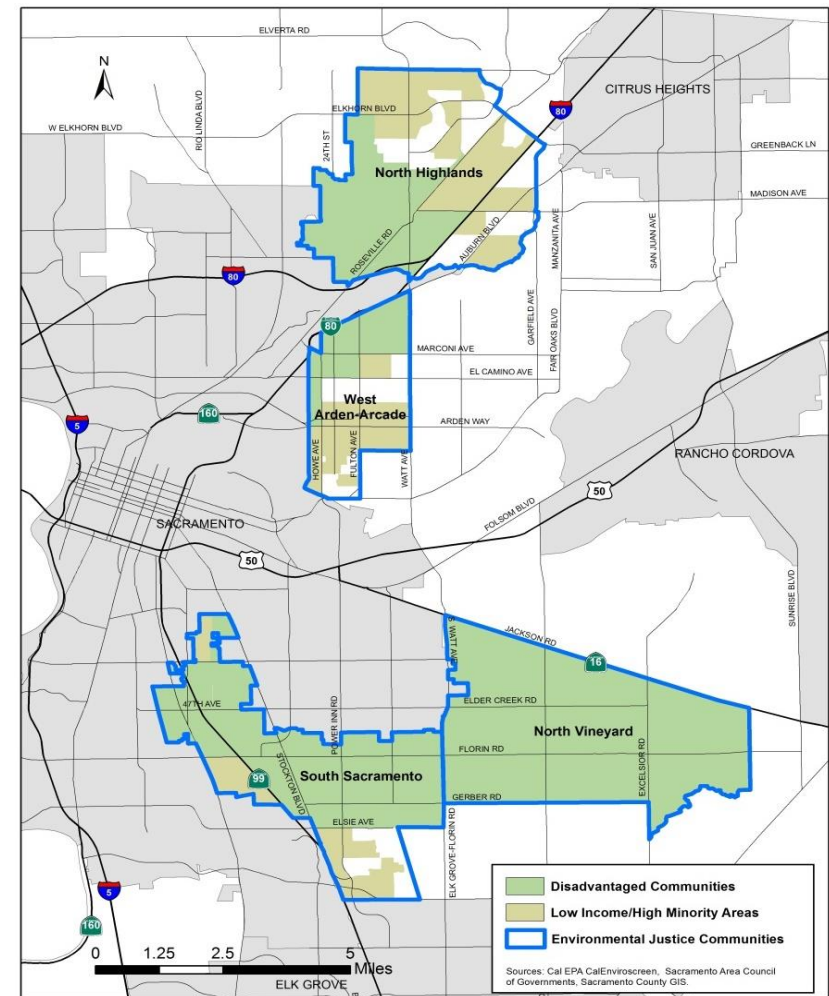 ELVERTA RD
N
RIO LINDA BLVD
CITRUS HEIGHTS
80
ELKHORN BLVD
W ELKHORN BLVD
24TH ST
GREENBACK LN
North Highlands
MADISON AVE
ROSEVILLE RD
AUBURN BLVD
MANZANITA AVE
SAN JUAN AVE
80
80
GARFIELD AVE
FAIR OAKS BLVD
MARCONI AVE
EL CAMINO AVE
West
Arden-Arcade
160
5
ARDEN WAY
HOWE AVE
FULTON AVE
WATT AVE
RANCHO CORDOVA
50
FOLSOM BLVD
SACRAMENTO
50
SUNRISE BLVD
S WATT AVE
JACKSON RD
16
47TH AVE
POWER INN RD
ELDER CREEK RD
North Vineyard
FLORIN RD
EXCELSIOR RD
STOCKTON BLVD
South Sacramento
99
GERBER RD
ELSIE AVE
ELK GROVE-FLORIN RD
5
160
Disadvantaged Communities
Low Income/High Minority Areas
Environmental Justice Communities
Sources: Cal EPA CalEnviroscreen, Sacramento Area Council
of Governments, Sacramento County GIS.
0 1.25 2.5 5
Miles
ELK GROVE